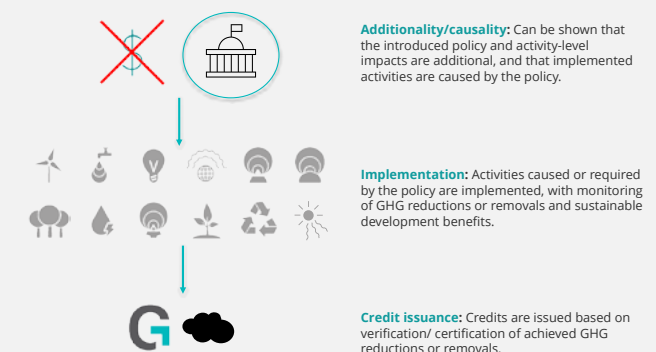 Additionality/causality: Can be shown that
the introduced policy and activity-level
impacts are additional, and that implemented
activities are caused by the policy.
Implementation: Activities caused or required
by the policy are implemented, with monitoring
of GHG reductions or removals and sustainable
development benefits.
Credit issuance: Credits are issued based on
verification/ certification of achieved GHG
reductions or removals.